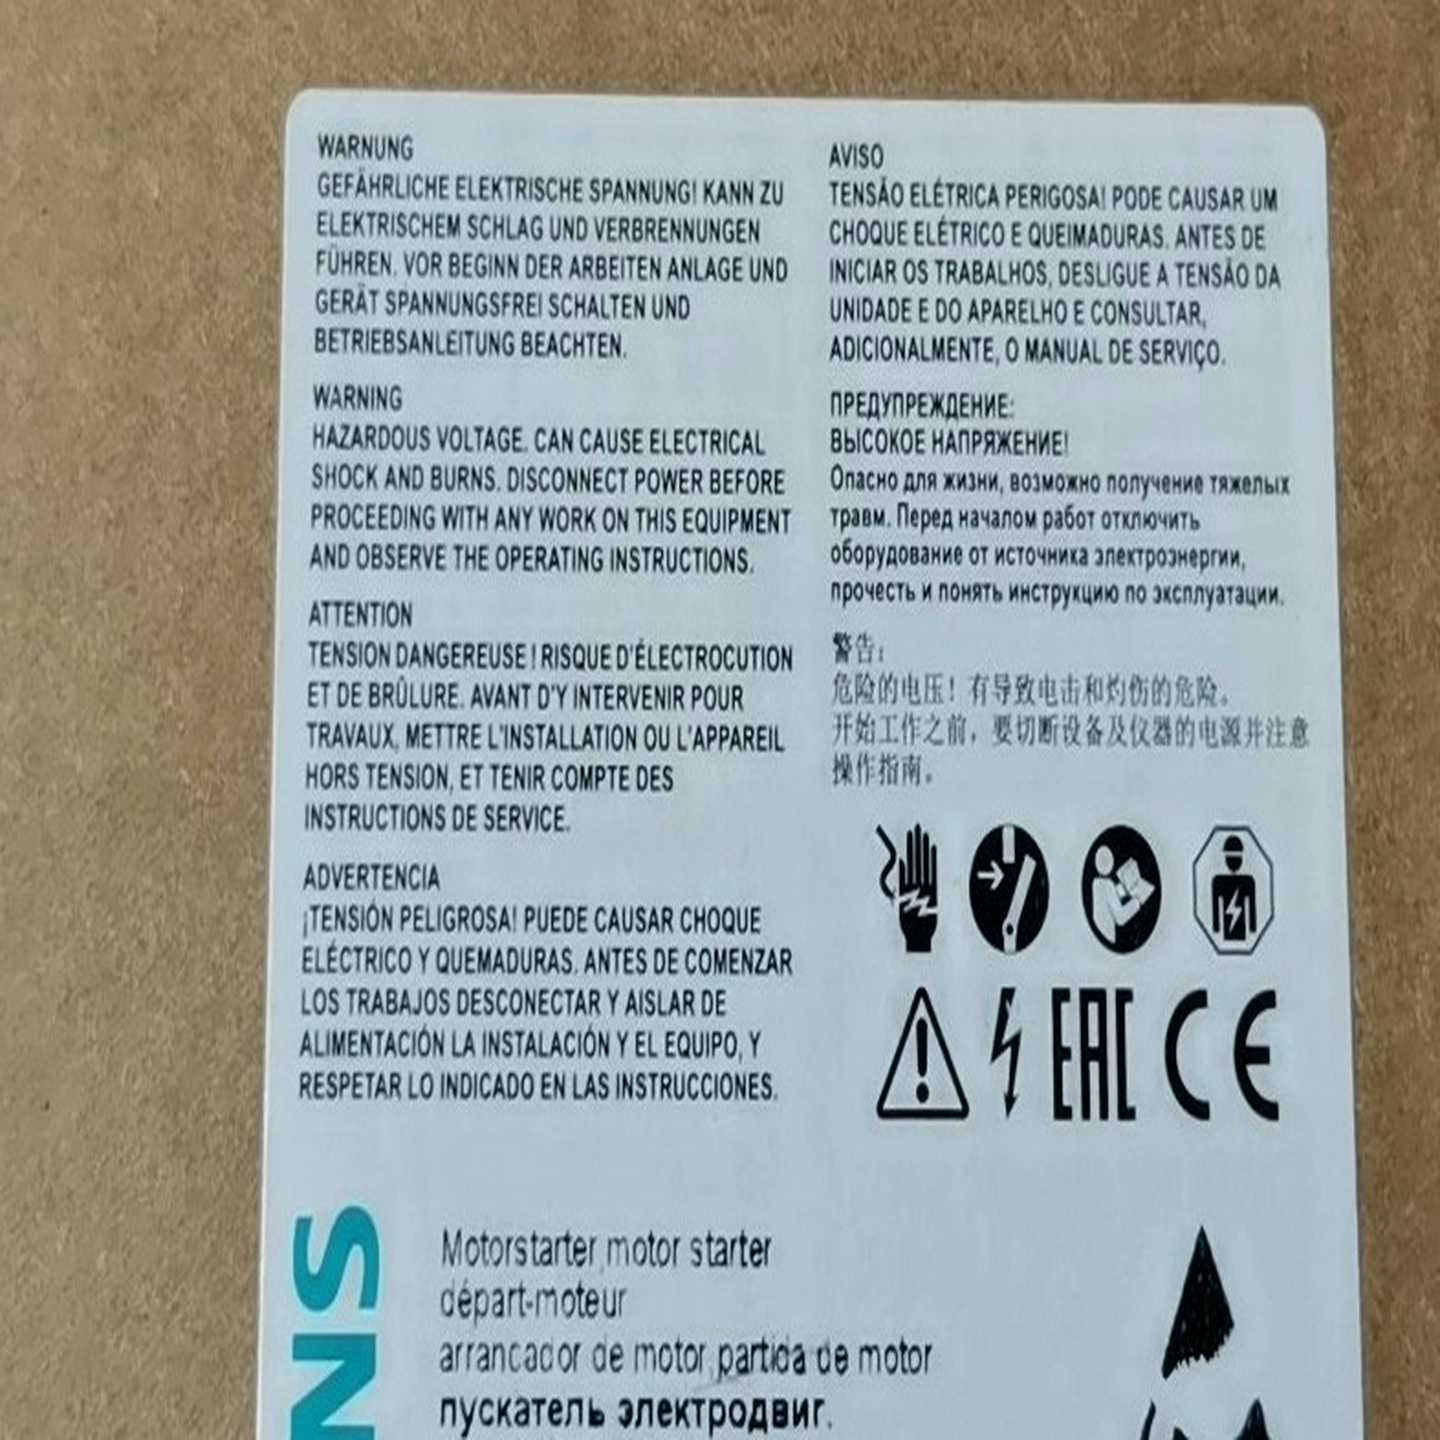 WARNUNG
GEFÄHRLICHE ELEKTRISCHE SPANNUNG! KANN ZU
ELEKTRISCHEM SCHLAG UND VERBRENNUNGEN
FÜHREN. VOR BEGINN DER ARBEITEN ANLAGE UND
GERÄT SPANNUNGSFREI SCHALTEN UND
BETRIEBSANLEITUNG BEACHTEN.
WARNING
HAZARDOUS VOLTAGE. CAN CAUSE ELECTRICAL
SHOCK AND BURNS. DISCONNECT POWER BEFORE
PROCEEDING WITH ANY WORK ON THIS EQUIPMENT
AND OBSERVE THE OPERATING INSTRUCTIONS.
ATTENTION
TENSION DANGEREUSE ! RISQUE D'ÉLECTROCUTION
ET DE BRÛLURE. AVANT D'Y INTERVENIR POUR
TRAVAUX, METTRE L'INSTALLATION OU L'APPAREIL
HORS TENSION, ET TENIR COMPTE DES
INSTRUCTIONS DE SERVICE.
ADVERTENCIA
¡TENSIÓN PELIGROSA! PUEDE CAUSAR CHOQUE
ELÉCTRICO Y QUEMADURAS. ANTES DE COMENZAR
LOS TRABAJOS DESCONECTAR Y AISLAR DE
ALIMENTACIÓN LA INSTALACIÓN Y EL EQUIPO, Y
RESPETAR LO INDICADO EN LAS INSTRUCCIONES.
AVISO
TENSÃO ELÉTRICA PERIGOSA! PODE CAUSAR UM
CHOQUE ELÉTRICO E QUEIMADURAS. ANTES DE
INICIAR OS TRABALHOS, DESLIGUE A TENSÃO DA
UNIDADE E DO APARELHO E CONSULTAR,
ADICIONALMENTE, O MANUAL DE SERVIÇO.
ПРЕДУПРЕЖДЕНИЕ:
ВЫСОКОЕ НАПРЯЖЕНИЕ!
Опасно для жизни, возможно получение тяжелых
травм. Перед началом работ отключить
оборудование от источника электроэнергии,
прочесть и понять инструкцию по эксплуатации.
警告：
危险的电压！有导致电击和灼伤的危险。
开始工作之前，要切断设备及仪器的电源并注意
操作指南。
EAC CE
NS
Motorstarter,motor starter
départ-moteur
arrancador de motor,partida de motor
пускатель электродвиг.